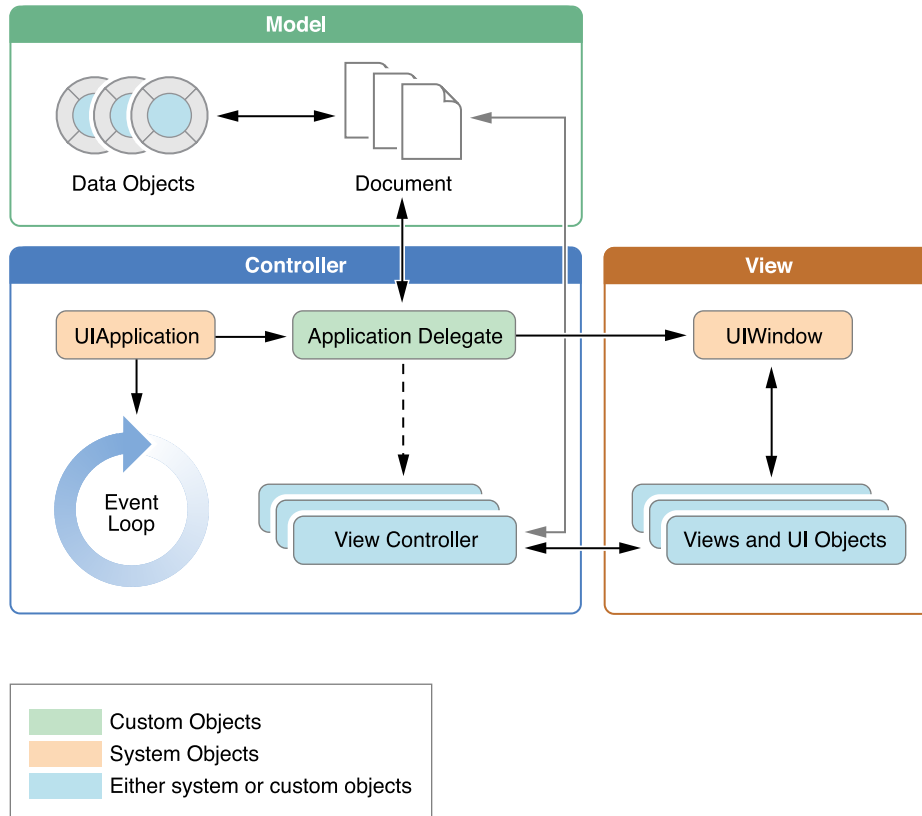 Model
Data Objects
Document
Controller
View
UIApplication
Application Delegate
UIWindow
Event
Loop
View Controller
Views and UI Objects
Custom Objects
System Objects
Either system or custom objects